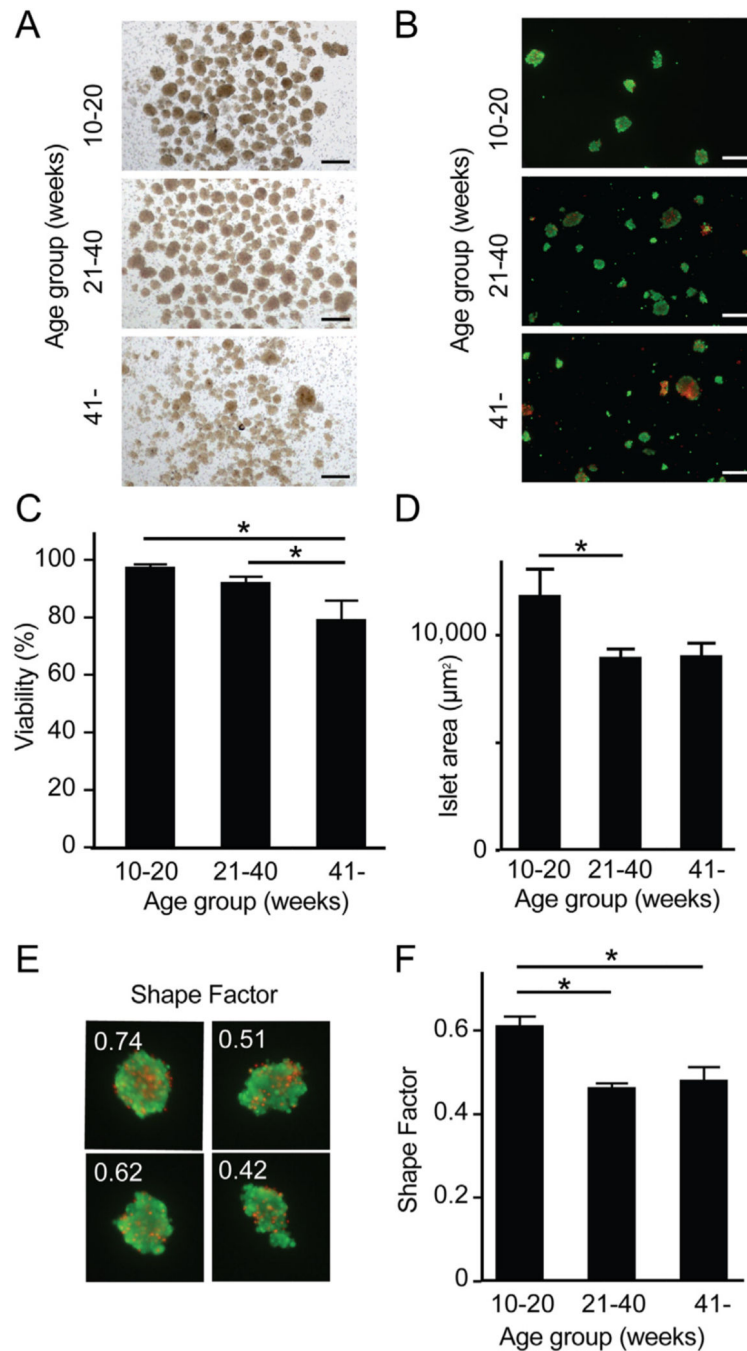 A
Age group (weeks)
10-20
21-40
41-
B
Age group (weeks)
10-20
21-40
41-
C
Viability (%)
100
80
60
40
20
0
*
*
10-20 21-40 41-
Age group (weeks)
D
Islet area (µm²)
10,000
0
*
10-20 21-40 41-
Age group (weeks)
E
Shape Factor
0.74 0.51
0.62 0.42
F
Shape Factor
0.6
0.4
0.2
0
*
*
10-20 21-40 41-
Age group (weeks)